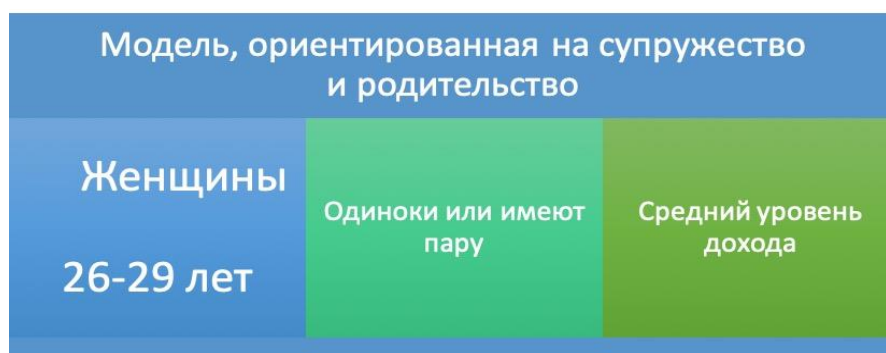 Модель, ориентированная на супружество
и родительство
Женщины
26-29 лет
Одиноки или имеют
пару
Средний уровень
дохода